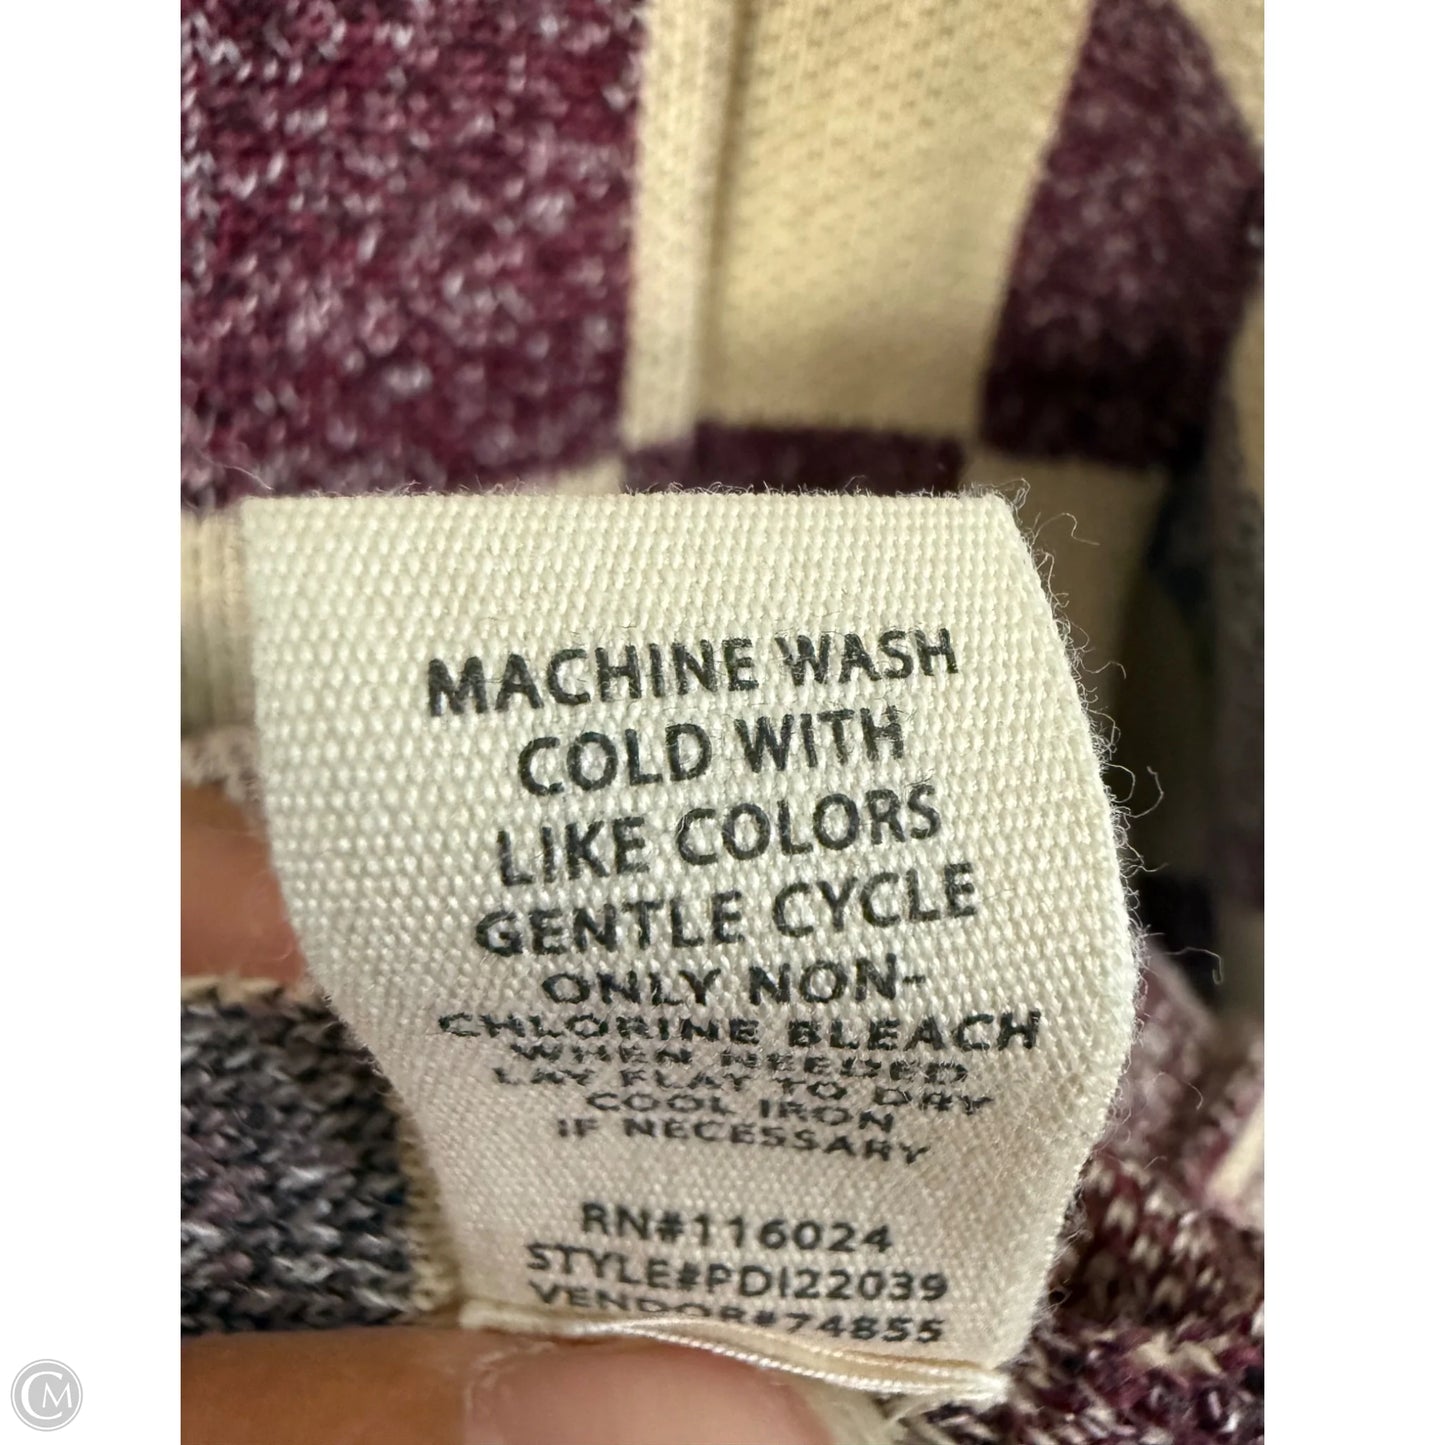 MACHINE WASH
COLD WITH
LIKE COLORS
GENTLE CYCLE
ONLY NON-
CHLORINE BLEACH
WHEN NEEDED
LAY FLAT TO DRY
COOL IRON
IF NECESSARY
RN#116024
STYLE#PDI22039
VENDOR#74855
CM